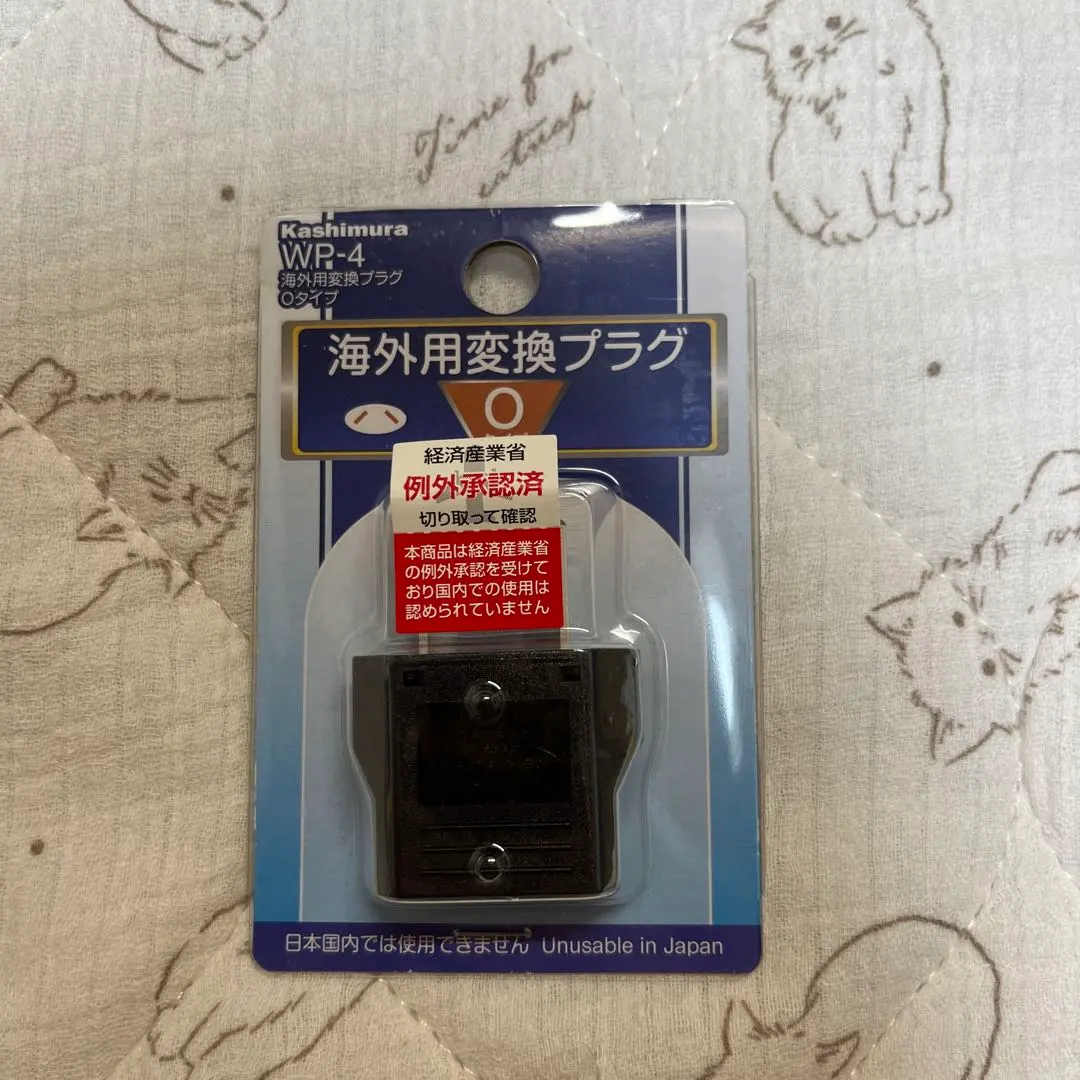 Time for
catnap
Kashimura
WP-4
海外用変換プラグ
Oタイプ
海外用変換プラグ
O
経済産業省
例外承認済
切り取って確認
本商品は経済産業省
の例外承認を受けて
おり国内での使用は
認められていません
日本国内では使用できません Unusable in Japan